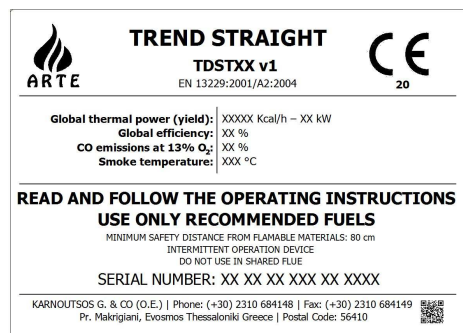 TREND STRAIGHT
TDSTXX v1
EN 13229:2001/A2:2004
ARTE
CE
20
Global thermal power (yield): XXXXX Kcal/h – XX kW
Global efficiency: XX %
CO emissions at 13% O₂: XX %
Smoke temperature: XXX °C
READ AND FOLLOW THE OPERATING INSTRUCTIONS
USE ONLY RECOMMENDED FUELS
MINIMUM SAFETY DISTANCE FROM FLAMABLE MATERIALS: 80 cm
INTERMITTENT OPERATION DEVICE
DO NOT USE IN SHARED FLUE
SERIAL NUMBER: XX XX XX XXX XX XXXX
KARNOUTSOS G. & CO (O.E.) | Phone: (+30) 2310 684148 | Fax: (+30) 2310 684149
Pr. Makrigiani, Evosmos Thessaloniki Greece | Postal Code: 56410